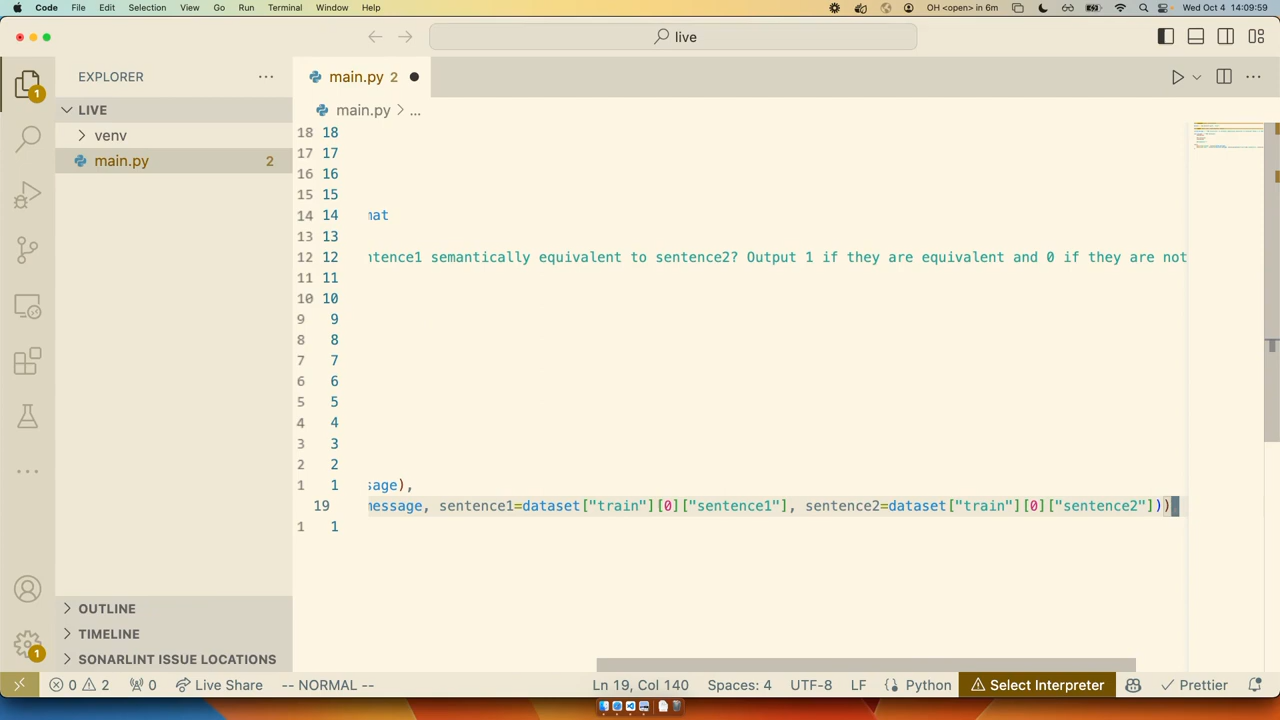 Code File Edit Selection View Go Run Terminal Window Help OH <open> in 6m Wed Oct 4 14:09:59
live
1 EXPLORER main.py 2
LIVE main.py > ...
venv
main.py 2
18 18
17 17
16 16
15 15
14 14 mat
13 13
12 12 ntence1 semantically equivalent to sentence2? Output 1 if they are equivalent and 0 if they are not
11 11
10 10
9 9
8 8
7 7
6 6
5 5
4 4
3 3
2 2
1 1 sage),
19 message, sentence1=dataset["train"][0]["sentence1"], sentence2=dataset["train"][0]["sentence2"]))
1 1
OUTLINE
TIMELINE
1 SONARLINT ISSUE LOCATIONS
0 2 0 Live Share -- NORMAL -- Ln 19, Col 140 Spaces: 4 UTF-8 LF Python Select Interpreter Prettier